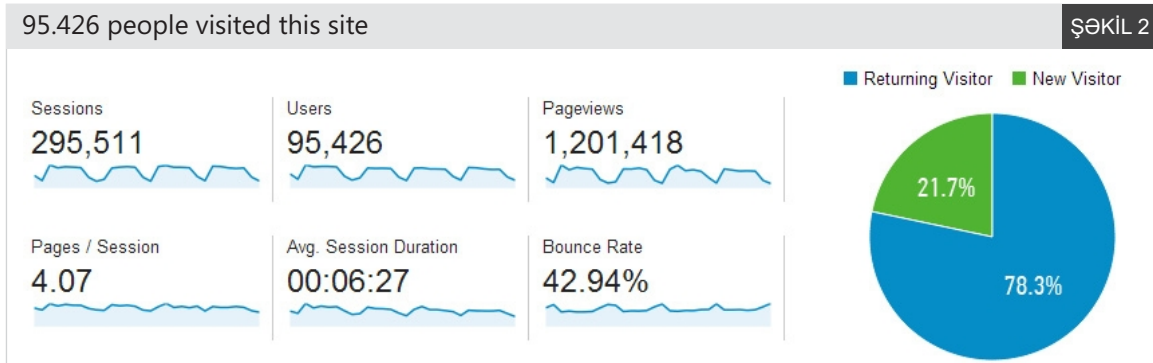 95.426 people visited this site
ŞƏKİL 2
Returning Visitor New Visitor
Sessions
295,511
Users
95,426
Pageviews
1,201,418
Pages / Session
4.07
Avg. Session Duration
00:06:27
Bounce Rate
42.94%
21.7%
78.3%